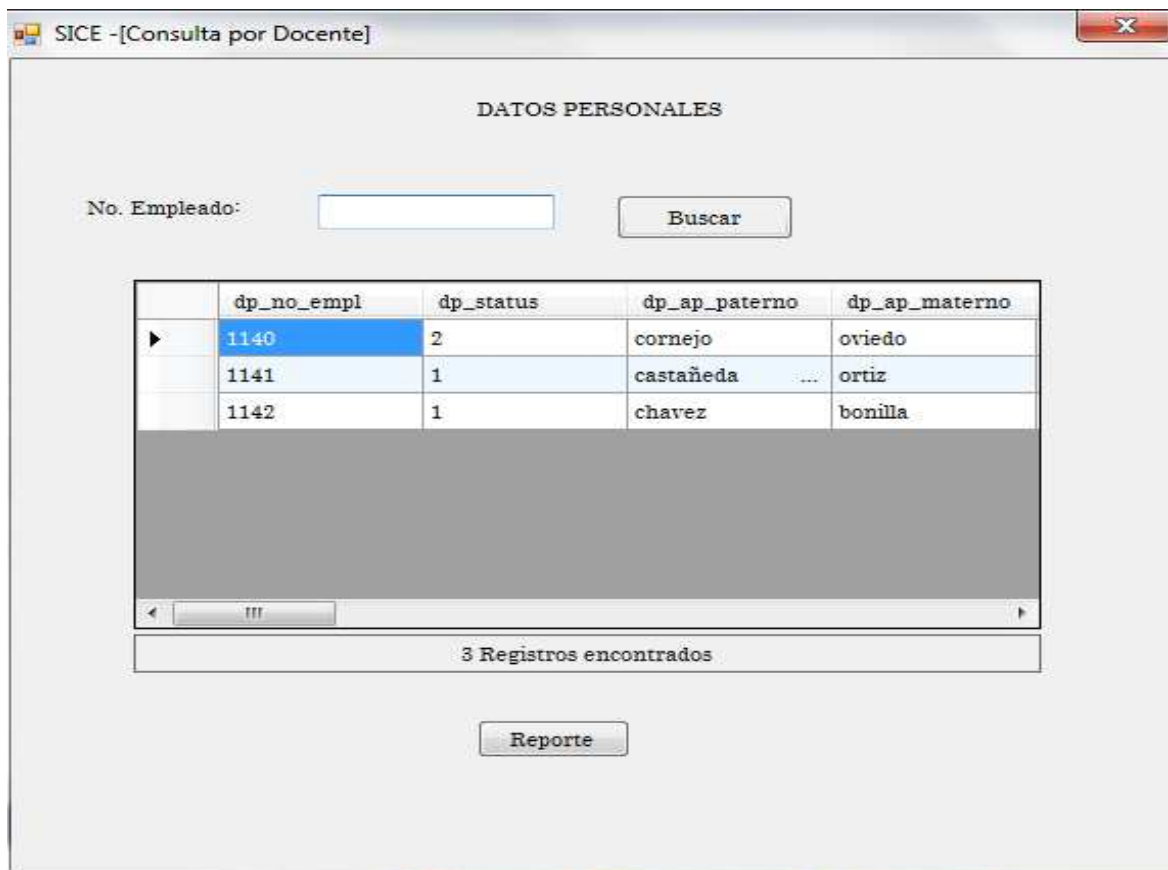 SICE -[Consulta por Docente]
DATOS PERSONALES
No. Empleado: Buscar
dp_no_empl dp_status dp_ap_paterno dp_ap_materno
1140 2 cornejo oviedo
1141 1 castañeda ... ortiz
1142 1 chavez bonilla
3 Registros encontrados
Reporte